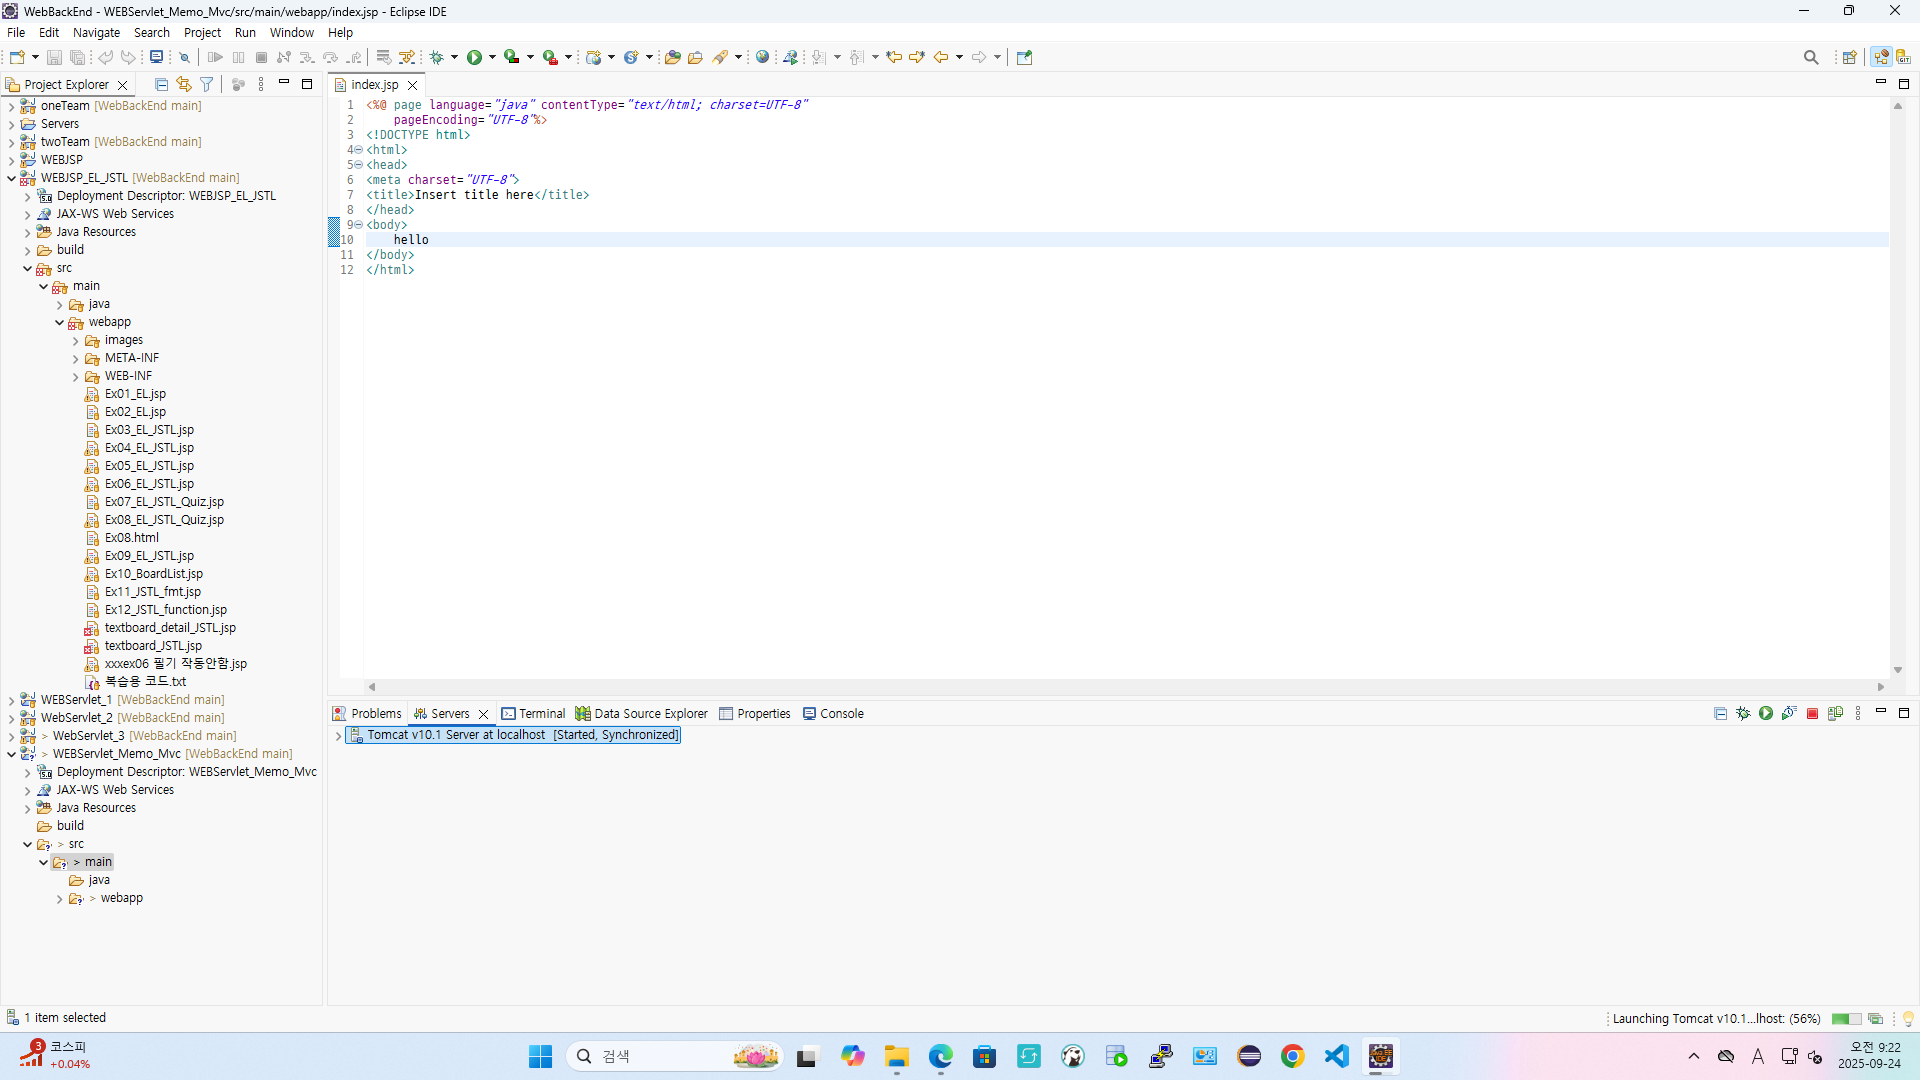 WebBackEnd - WEBServlet_Memo_Mvc/src/main/webapp/index.jsp - Eclipse IDE
File Edit Navigate Search Project Run Window Help
Project Explorer
oneTeam [WebBackEnd main]
Servers
twoTeam [WebBackEnd main]
WEBJSP
WEBJSP_EL_JSTL [WebBackEnd main]
Deployment Descriptor: WEBJSP_EL_JSTL
JAX-WS Web Services
Java Resources
build
src
main
java
webapp
images
META-INF
WEB-INF
Ex01_EL.jsp
Ex02_EL.jsp
Ex03_EL_JSTL.jsp
Ex04_EL_JSTL.jsp
Ex05_EL_JSTL.jsp
Ex06_EL_JSTL.jsp
Ex07_EL_JSTL_Quiz.jsp
Ex08_EL_JSTL_Quiz.jsp
Ex08.html
Ex09_EL_JSTL.jsp
Ex10_BoardList.jsp
Ex11_JSTL_fmt.jsp
Ex12_JSTL_function.jsp
textboard_detail_JSTL.jsp
textboard_JSTL.jsp
xxxex06 필기 작동안함.jsp
복습용 코드.txt
WEBServlet_1 [WebBackEnd main]
WebServlet_2 [WebBackEnd main]
> WebServlet_3 [WebBackEnd main]
> WEBServlet_Memo_Mvc [WebBackEnd main]
Deployment Descriptor: WEBServlet_Memo_Mvc
JAX-WS Web Services
Java Resources
build
> src
> main
java
> webapp
index.jsp
1 <%@ page language="java" contentType="text/html; charset=UTF-8"
2 pageEncoding="UTF-8"%>
3 <!DOCTYPE html>
4 <html>
5 <head>
6 <meta charset="UTF-8">
7 <title>Insert title here</title>
8 </head>
9 <body>
10 hello
11 </body>
12 </html>
Problems Servers Terminal Data Source Explorer Properties Console
Tomcat v10.1 Server at localhost [Started, Synchronized]
1 item selected
Launching Tomcat v10.1...lhost: (56%)
3
코스피
+0.04%
검색
A
오전 9:22
2025-09-24